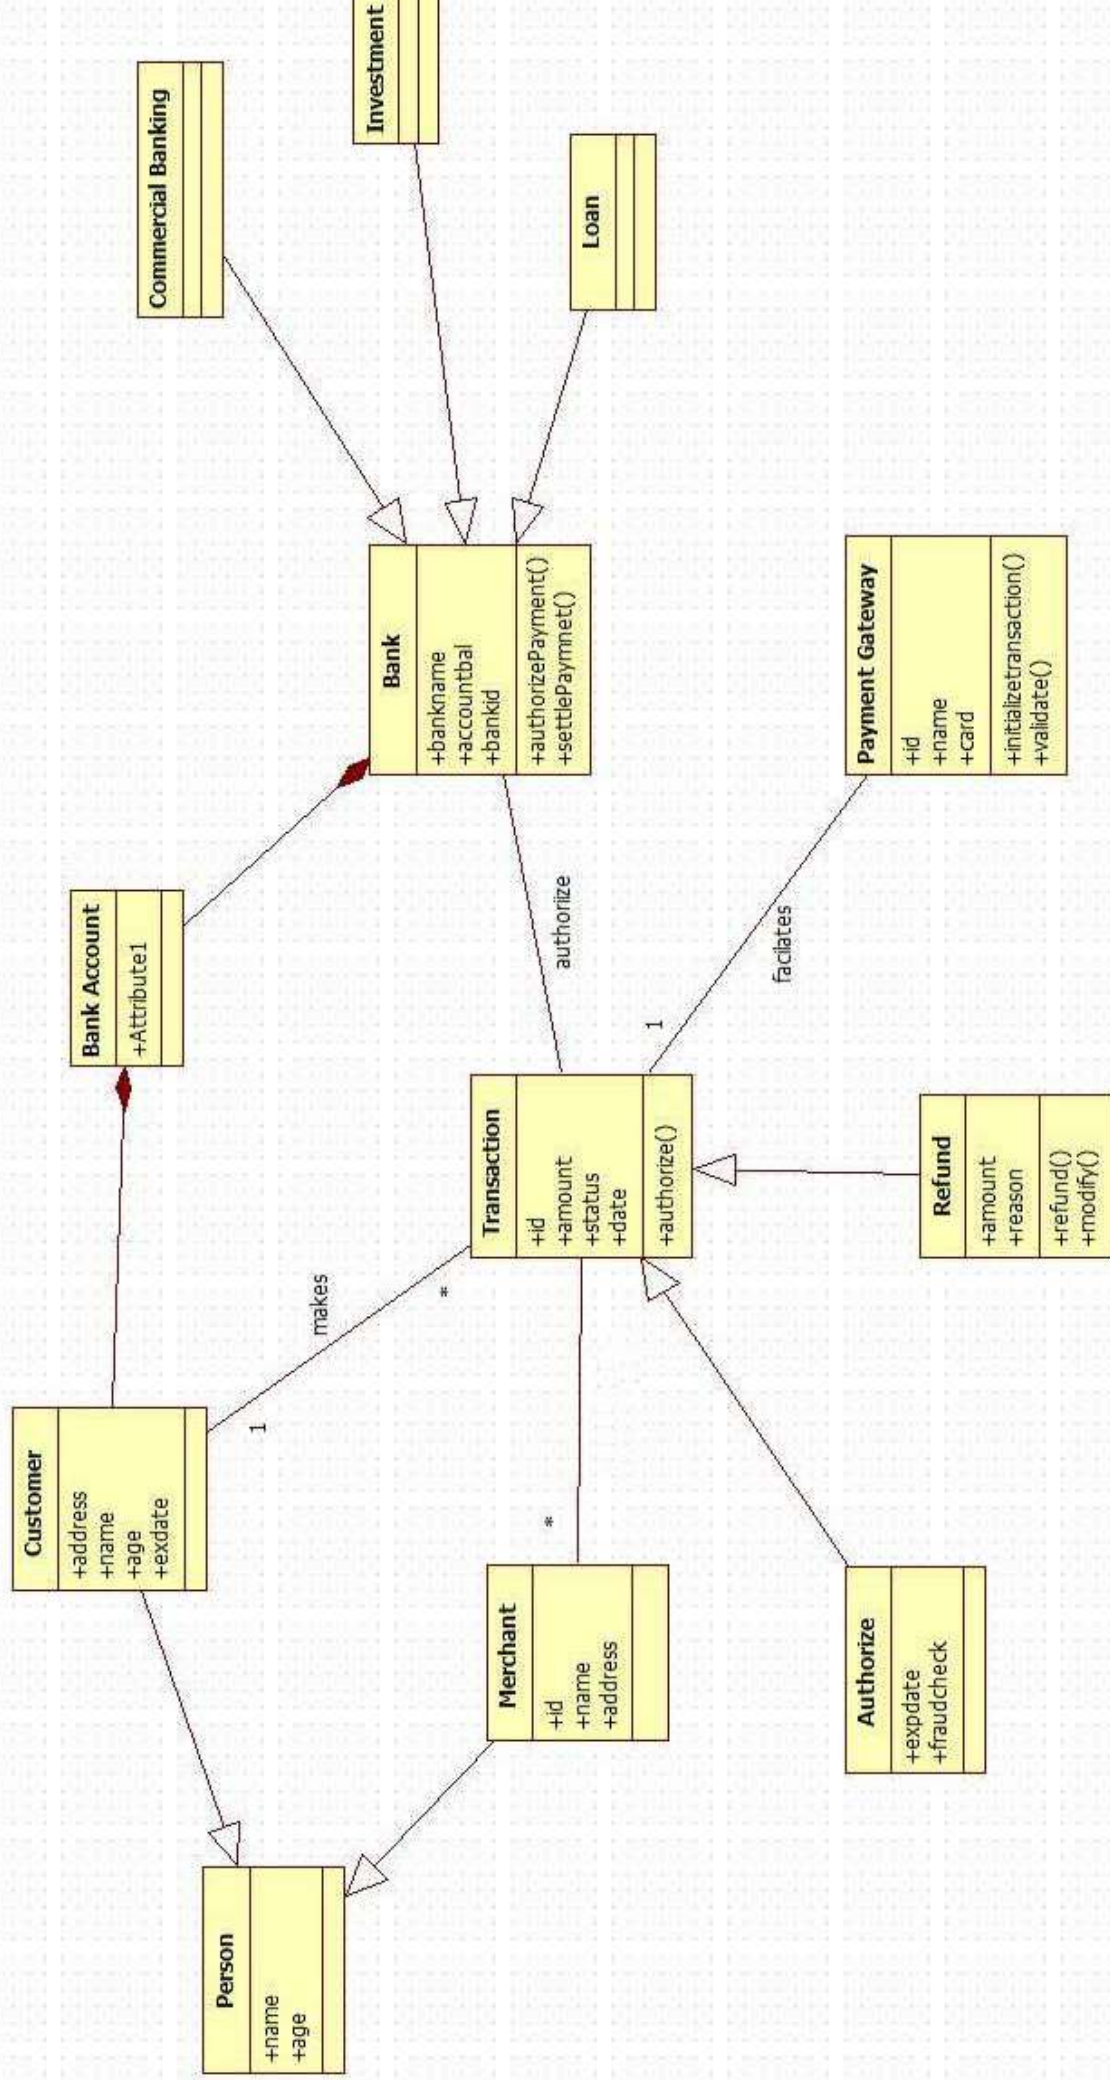 Customer
+address
+name
+age
+exdate
Bank Account
+Attribute1
Commercial Banking
Person
+name
+age
makes
1
*
Bank
+bankname
+accountbal
+bankid
+authorizePayment()
+settlePaymnet()
Investment
Merchant
+id
+name
+address
*
Transaction
+id
+amount
+status
+date
+authorize()
authorize
Loan
1
facilates
Authorize
+expdate
+fraudcheck
Refund
+amount
+reason
+refund()
+modify()
Payment Gateway
+id
+name
+card
+initializetransaction()
+validate()